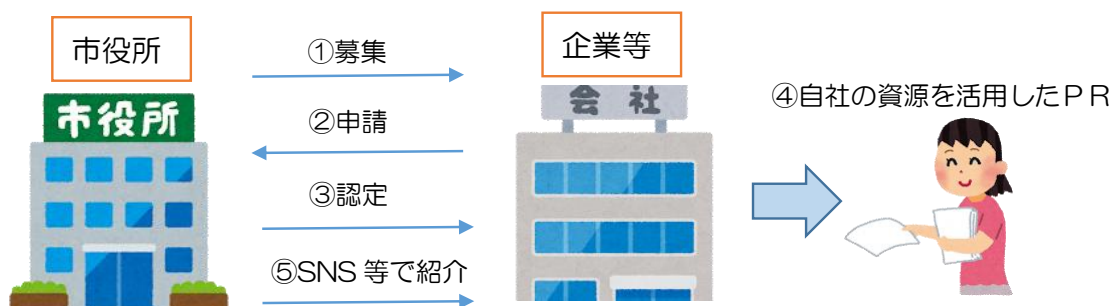 市役所
市役所
①募集
②申請
③認定
⑤SNS 等で紹介
企業等
会社
④自社の資源を活用したＰＲ